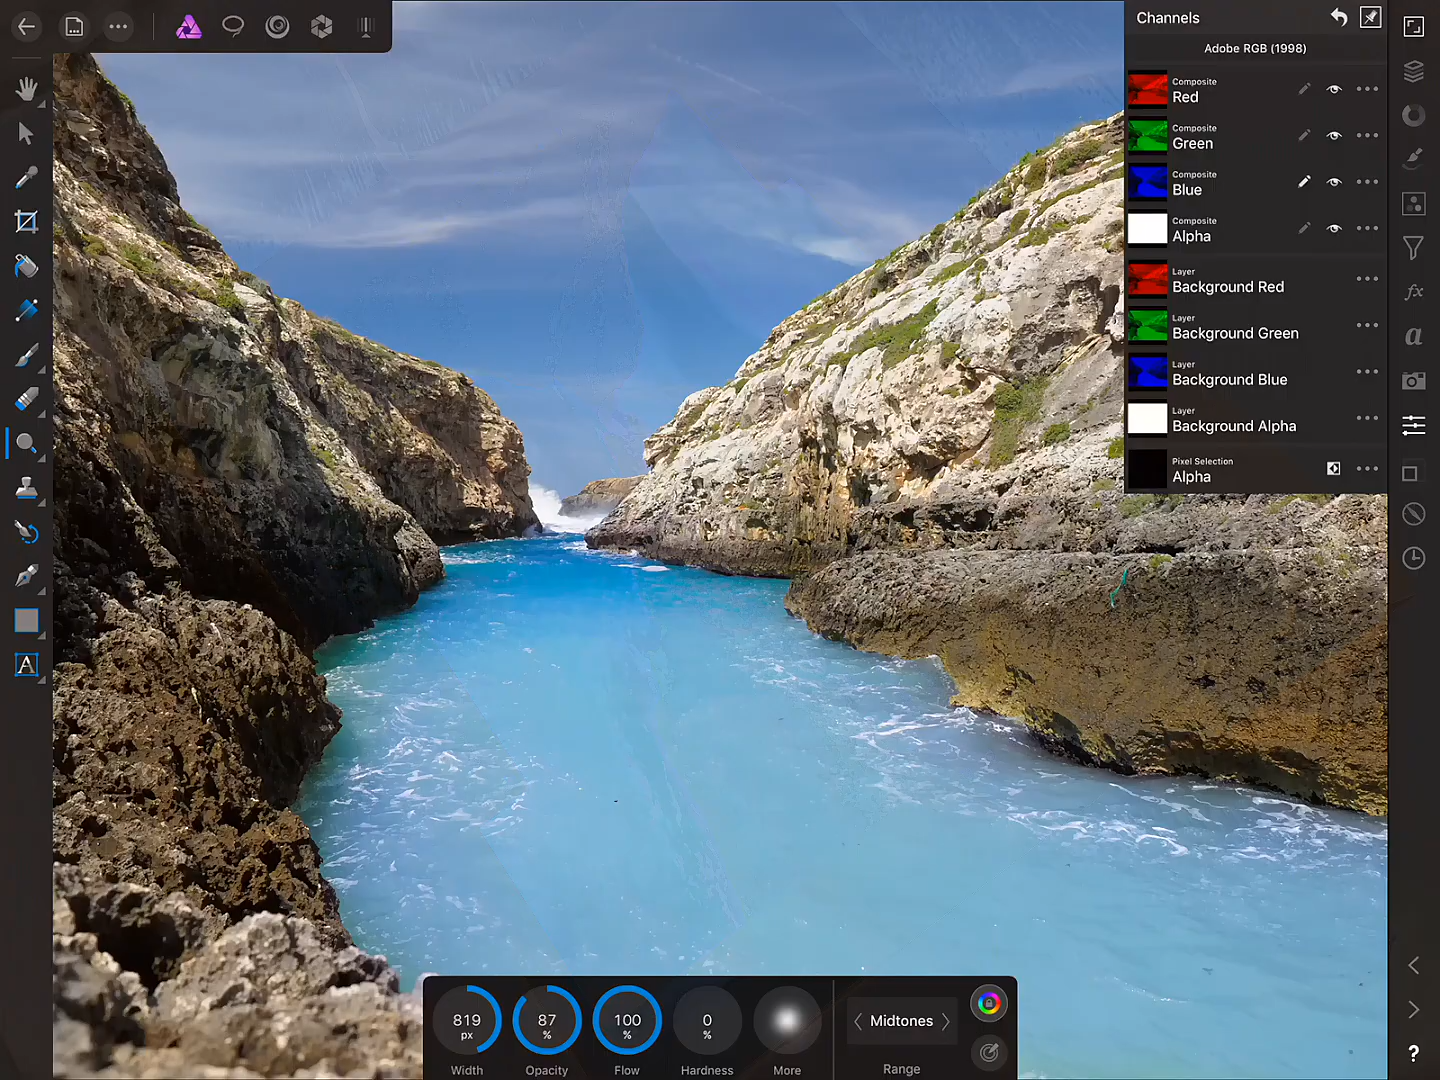 Channels
Adobe RGB (1998)
Composite
Red
Composite
Green
Composite
Blue
Composite
Alpha
Layer
Background Red
Layer
Background Green
Layer
Background Blue
Layer
Background Alpha
Pixel Selection
Alpha
fx
a
A
819
px
Width
87
%
Opacity
100
%
Flow
0
%
Hardness
More
Midtones
Range
?